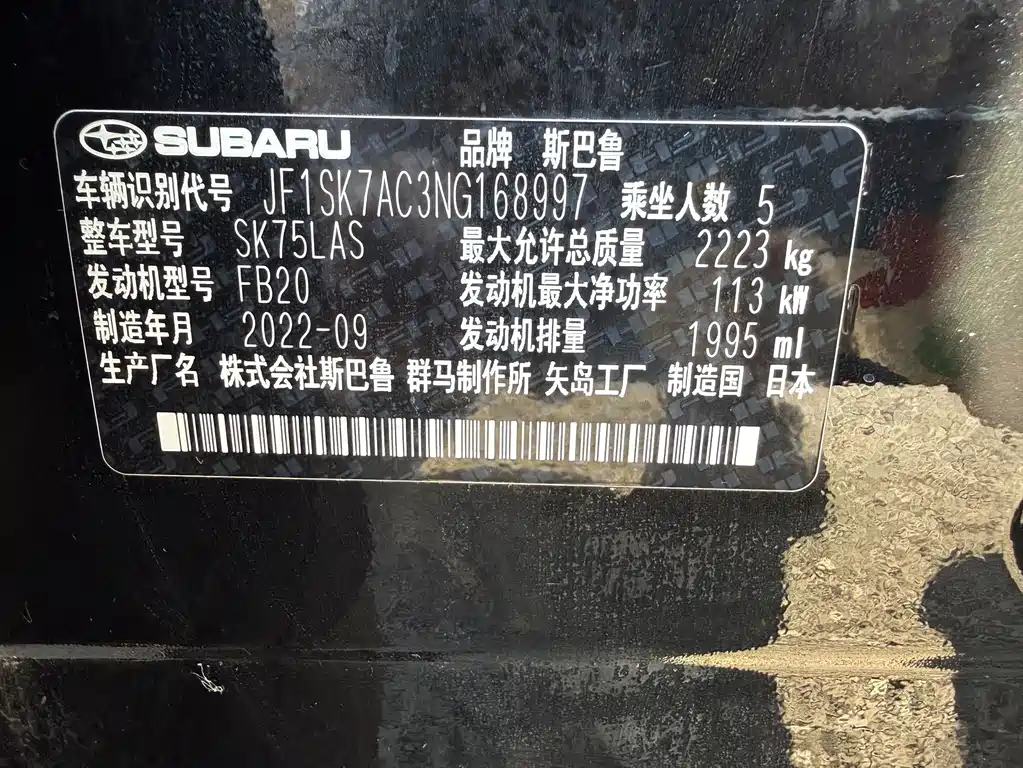 SUBARU 品牌 斯巴鲁
车辆识别代号 JF1SK7AC3NG168997 乘坐人数 5
整车型号 SK75LAS 最大允许总质量 2223 kg
发动机型号 FB20 发动机最大净功率 113 kW
制造年月 2022-09 发动机排量 1995 ml
生产厂名 株式会社斯巴鲁 群马制作所 矢岛工厂 制造国 日本